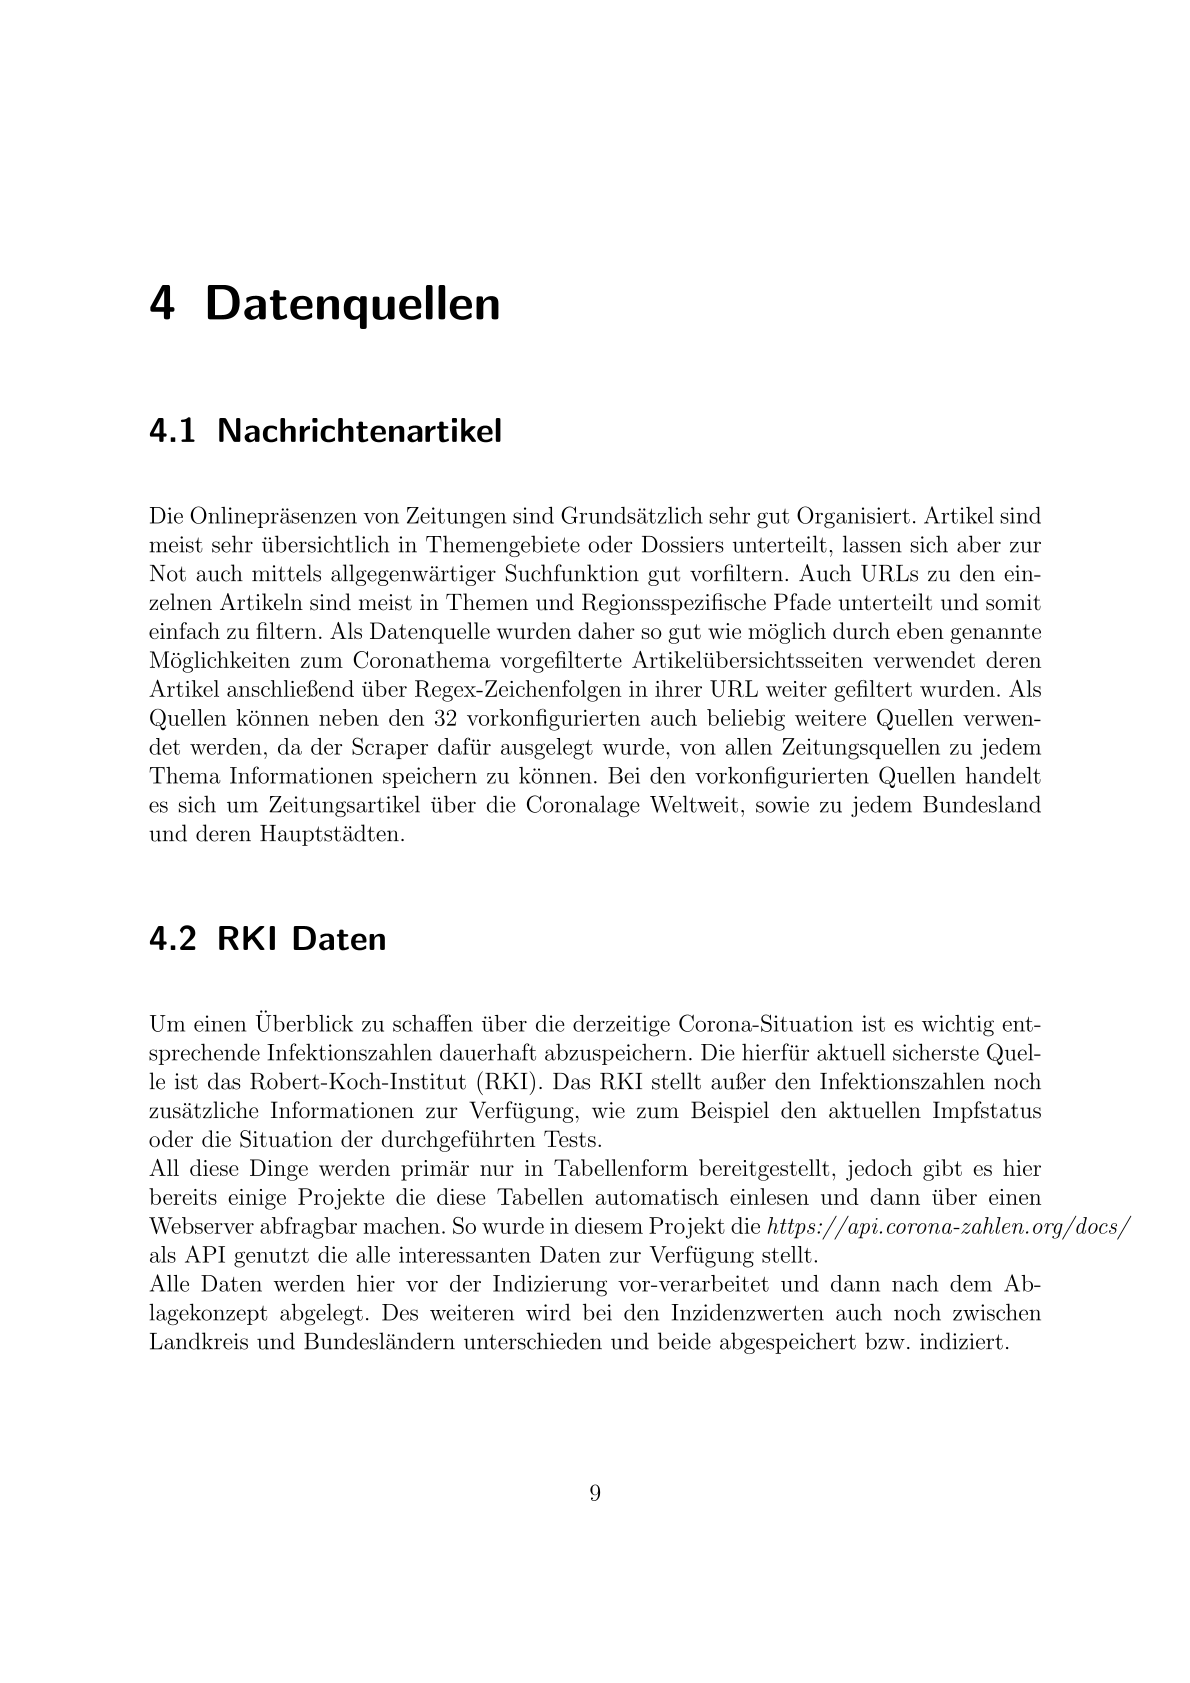 4 Datenquellen
4.1 Nachrichtenartikel
Die Onlinepräsenzen von Zeitungen sind Grundsätzlich sehr gut Organisiert. Artikel sind
meist sehr übersichtlich in Themengebiete oder Dossiers unterteilt, lassen sich aber zur
Not auch mittels allgegenwärtiger Suchfunktion gut vorfiltern. Auch URLs zu den ein-
zelnen Artikeln sind meist in Themen und Regionsspezifische Pfade unterteilt und somit
einfach zu filtern. Als Datenquelle wurden daher so gut wie möglich durch eben genannte
Möglichkeiten zum Coronathema vorgefilterte Artikelübersichtsseiten verwendet deren
Artikel anschließend über Regex-Zeichenfolgen in ihrer URL weiter gefiltert wurden. Als
Quellen können neben den 32 vorkonfigurierten auch beliebig weitere Quellen verwen-
det werden, da der Scraper dafür ausgelegt wurde, von allen Zeitungsquellen zu jedem
Thema Informationen speichern zu können. Bei den vorkonfigurierten Quellen handelt
es sich um Zeitungsartikel über die Coronalage Weltweit, sowie zu jedem Bundesland
und deren Hauptstädten.
4.2 RKI Daten
Um einen Überblick zu schaffen über die derzeitige Corona-Situation ist es wichtig ent-
sprechende Infektionszahlen dauerhaft abzuspeichern. Die hierfür aktuell sicherste Quel-
le ist das Robert-Koch-Institut (RKI). Das RKI stellt außer den Infektionszahlen noch
zusätzliche Informationen zur Verfügung, wie zum Beispiel den aktuellen Impfstatus
oder die Situation der durchgeführten Tests.
All diese Dinge werden primär nur in Tabellenform bereitgestellt, jedoch gibt es hier
bereits einige Projekte die diese Tabellen automatisch einlesen und dann über einen
Webserver abfragbar machen. So wurde in diesem Projekt die https://api.corona-zahlen.org/docs/
als API genutzt die alle interessanten Daten zur Verfügung stellt.
Alle Daten werden hier vor der Indizierung vor-verarbeitet und dann nach dem Ab-
lagekonzept abgelegt. Des weiteren wird bei den Inzidenzwerten auch noch zwischen
Landkreis und Bundesländern unterschieden und beide abgespeichert bzw. indiziert.
9